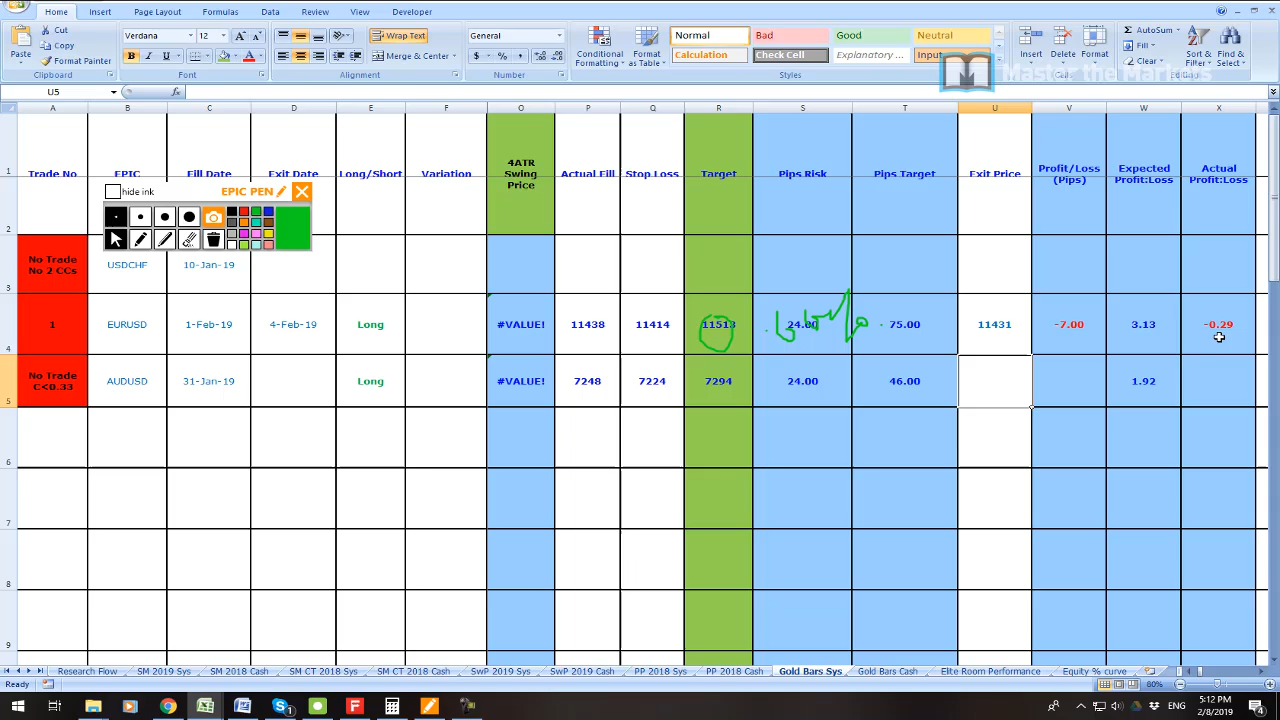 Home Insert Page Layout Formulas Data Review View Developer
Paste Cut Copy Format Painter Clipboard
Verdana 12 B I U Font
Wrap Text Merge & Center Alignment
General $ % , Number
Conditional Formatting Format as Table
Normal Bad Good Neutral
Calculation Check Cell Explanatory ... Input
Styles
Insert Delete Format Cells
AutoSum Fill Clear Sort & Filter Find & Select Editing
Master the Markets
U5 fx
A B C D E F O P Q R S T U V W X
1 Trade No EPIC Fill Date Exit Date Long/Short Variation 4ATR Swing Price Actual Fill Stop Loss Target Pips Risk Pips Target Exit Price Profit/Loss (Pips) Expected Profit:Loss Actual Profit:Loss
hide ink EPIC PEN
2
3 No Trade No 2 CCs USDCHF 10-Jan-19
4 1 EURUSD 1-Feb-19 4-Feb-19 Long #VALUE! 11438 11414 11513 24.00 75.00 11431 -7.00 3.13 -0.29
5 No Trade C<0.33 AUDUSD 31-Jan-19 Long #VALUE! 7248 7224 7294 24.00 46.00 1.92
6
7
8
9
Research Flow SM 2019 Sys SM 2018 Cash SM CT 2018 Sys SM CT 2018 Cash SwP 2019 Sys SwP 2019 Cash PP 2018 Sys PP 2018 Cash Gold Bars Sys Gold Bars Cash Elite Room Performance Equity % curve
Ready 80%
ENG 5:12 PM 2/8/2019